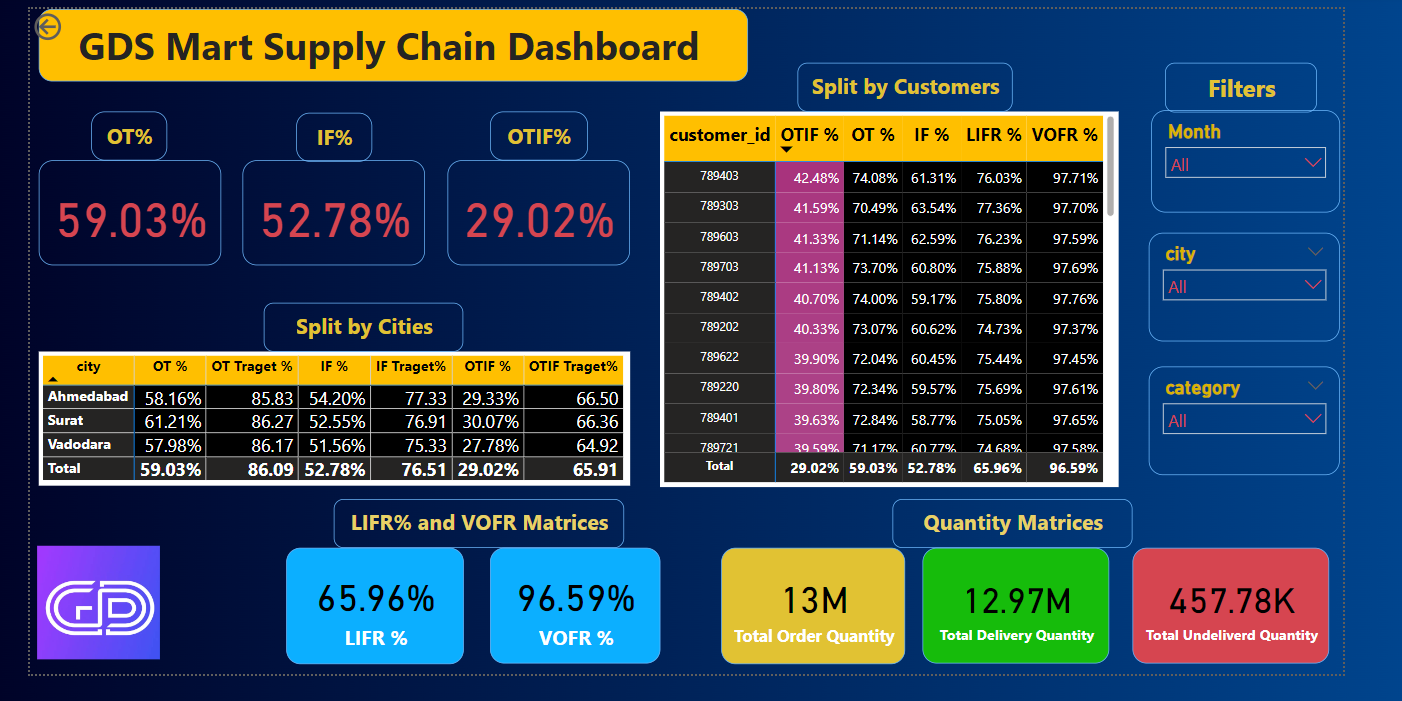 GDS Mart Supply Chain Dashboard
OT%
IF%
OTIF%
59.03%
52.78%
29.02%
Split by Cities
city OT % OT Traget % IF % IF Traget% OTIF % OTIF Traget%
Ahmedabad 58.16% 85.83 54.20% 77.33 29.33% 66.50
Surat 61.21% 86.27 52.55% 76.91 30.07% 66.36
Vadodara 57.98% 86.17 51.56% 75.33 27.78% 64.92
Total 59.03% 86.09 52.78% 76.51 29.02% 65.91
Split by Customers
customer_id OTIF % OT % IF % LIFR % VOFR %
789403 42.48% 74.08% 61.31% 76.03% 97.71%
789303 41.59% 70.49% 63.54% 77.36% 97.70%
789603 41.33% 71.14% 62.59% 76.23% 97.59%
789703 41.13% 73.70% 60.80% 75.88% 97.69%
789402 40.70% 74.00% 59.17% 75.80% 97.76%
789202 40.33% 73.07% 60.62% 74.73% 97.37%
789622 39.90% 72.04% 60.45% 75.44% 97.45%
789220 39.80% 72.34% 59.57% 75.69% 97.61%
789401 39.63% 72.84% 58.77% 75.05% 97.65%
789721 39.59% 71.17% 60.77% 74.68% 97.58%
Total 29.02% 59.03% 52.78% 65.96% 96.59%
Filters
Month
All
city
All
category
All
LIFR% and VOFR Matrices
65.96%
LIFR %
96.59%
VOFR %
Quantity Matrices
13M
Total Order Quantity
12.97M
Total Delivery Quantity
457.78K
Total Undeliverd Quantity